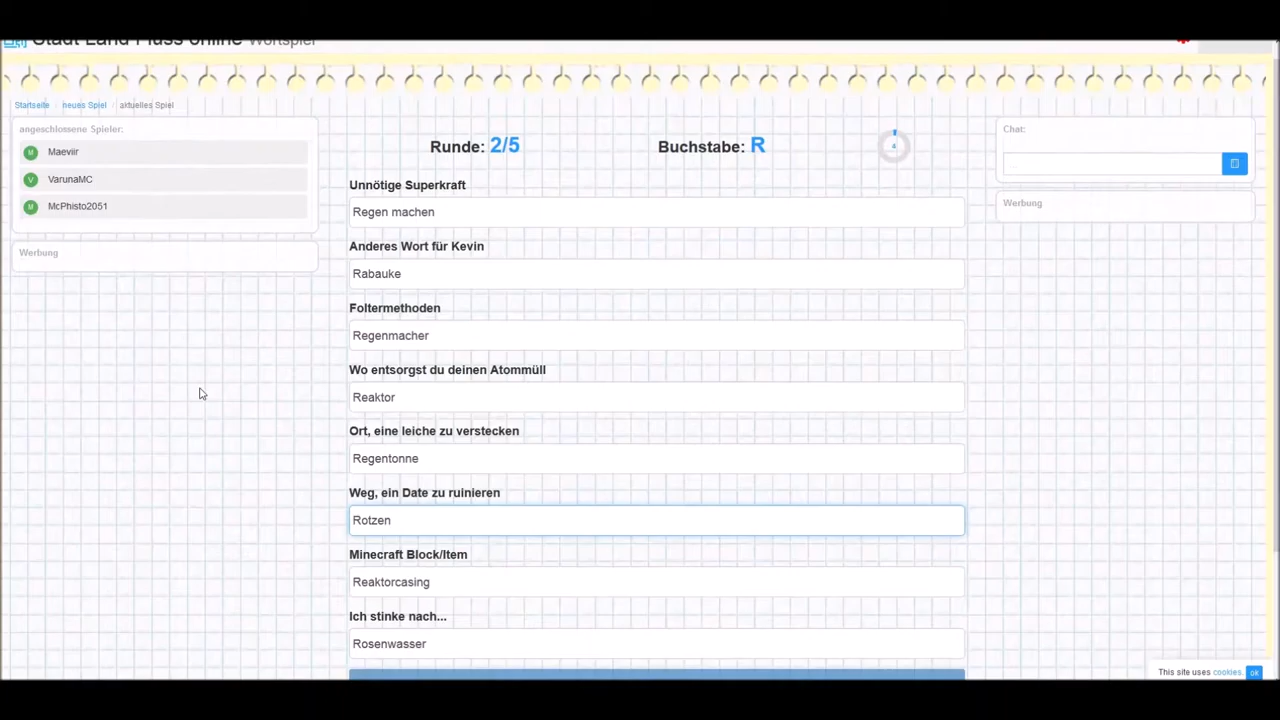 Stadt Land Fluss online Wortspiel
Startseite / neues Spiel / aktuelles Spiel
angeschlossene Spieler:
M Maeviir
V VarunaMC
M McPhisto2051
Werbung
Runde: 2/5
Buchstabe: R
4
Unnötige Superkraft
Regen machen
Anderes Wort für Kevin
Rabauke
Foltermethoden
Regenmacher
Wo entsorgst du deinen Atommüll
Reaktor
Ort, eine leiche zu verstecken
Regentonne
Weg, ein Date zu ruinieren
Rotzen
Minecraft Block/Item
Reaktorcasing
Ich stinke nach...
Rosenwasser
Chat:
Werbung
This site uses cookies. ok